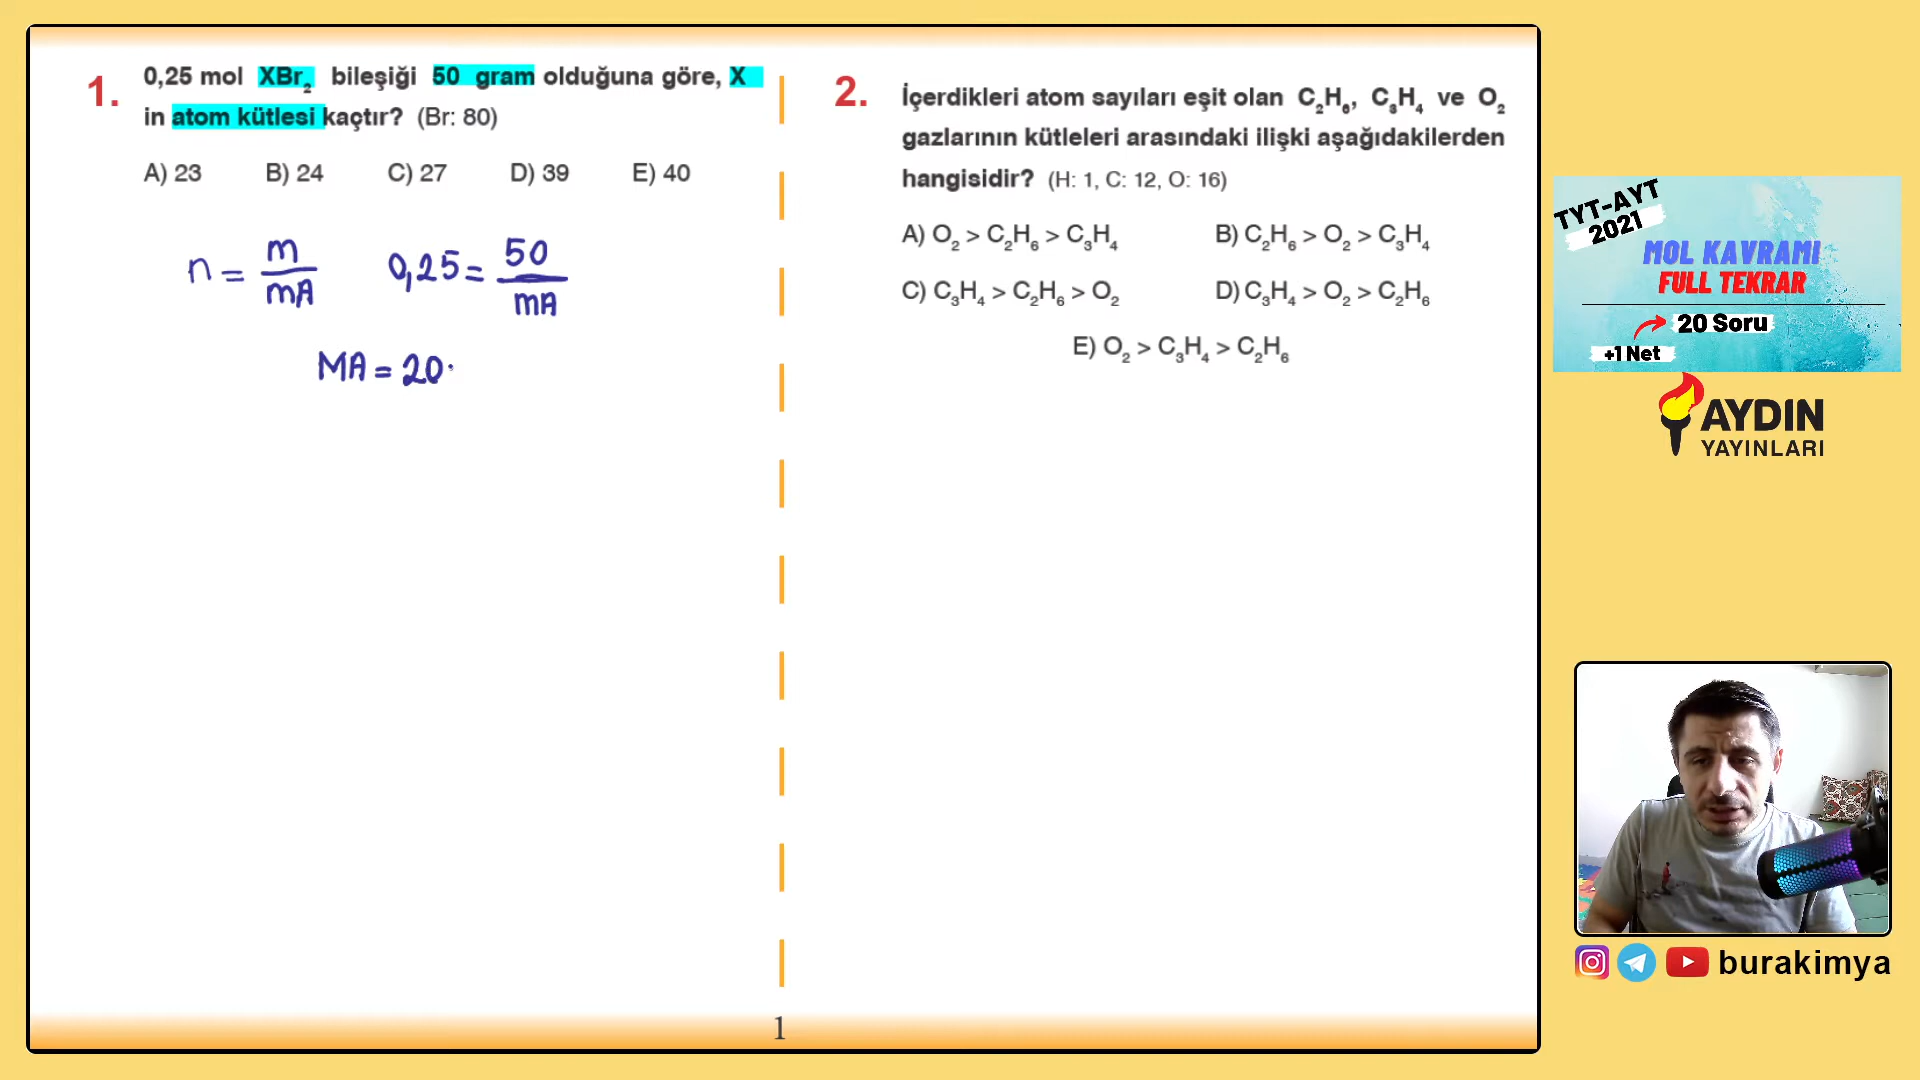 1.
0,25 mol XBr₂ bileşiği 50 gram olduğuna göre, X
in atom kütlesi kaçtır? (Br: 80)
A) 23 B) 24 C) 27 D) 39 E) 40
n = m/mA 0,25 = 50/mA
MA = 20
2.
İçerdikleri atom sayıları eşit olan C₂H₆, C₃H₄ ve O₂
gazlarının kütleleri arasındaki ilişki aşağıdakilerden
hangisidir? (H: 1, C: 12, O: 16)
A) O₂ > C₂H₆ > C₃H₄ B) C₂H₆ > O₂ > C₃H₄
C) C₃H₄ > C₂H₆ > O₂ D) C₃H₄ > O₂ > C₂H₆
E) O₂ > C₃H₄ > C₂H₆
1
TYT-AYT
2021
MOL KAVRAMI
FULL TEKRAR
20 Soru
+1 Net
AYDIN
YAYINLARI
burakimya